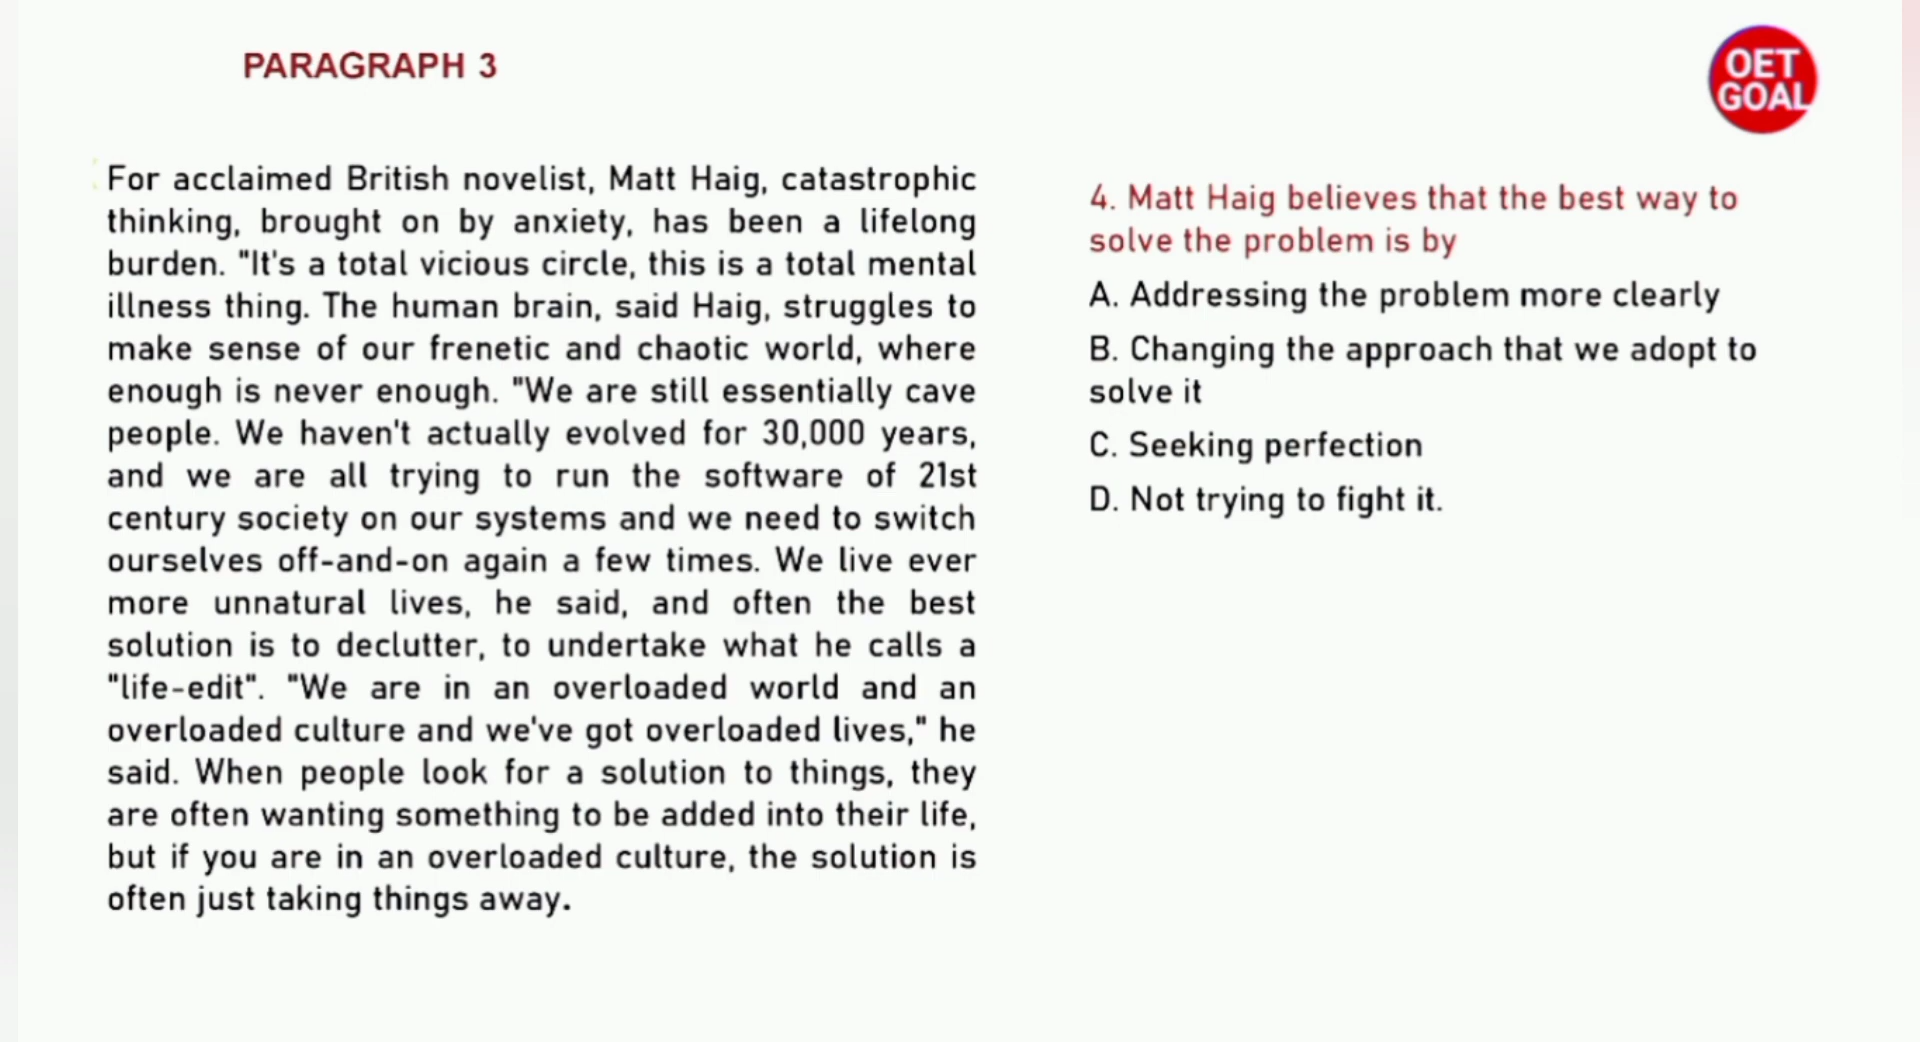 PARAGRAPH 3
OET
GOAL
For acclaimed British novelist, Matt Haig, catastrophic
thinking, brought on by anxiety, has been a lifelong
burden. "It's a total vicious circle, this is a total mental
illness thing. The human brain, said Haig, struggles to
make sense of our frenetic and chaotic world, where
enough is never enough. "We are still essentially cave
people. We haven't actually evolved for 30,000 years,
and we are all trying to run the software of 21st
century society on our systems and we need to switch
ourselves off-and-on again a few times. We live ever
more unnatural lives, he said, and often the best
solution is to declutter, to undertake what he calls a
"life-edit". "We are in an overloaded world and an
overloaded culture and we've got overloaded lives," he
said. When people look for a solution to things, they
are often wanting something to be added into their life,
but if you are in an overloaded culture, the solution is
often just taking things away.
4. Matt Haig believes that the best way to
solve the problem is by
A. Addressing the problem more clearly
B. Changing the approach that we adopt to
solve it
C. Seeking perfection
D. Not trying to fight it.